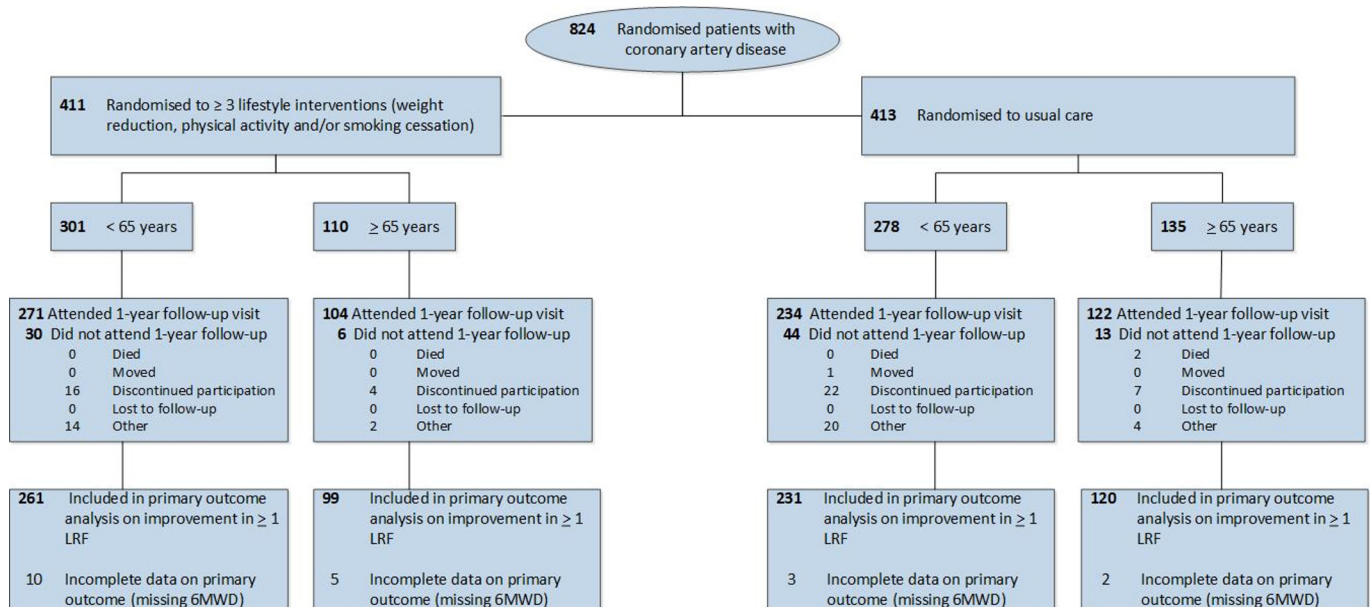 824 Randomised patients with
coronary artery disease
411 Randomised to ≥ 3 lifestyle interventions (weight
reduction, physical activity and/or smoking cessation)
413 Randomised to usual care
301 < 65 years
110 ≥ 65 years
278 < 65 years
135 ≥ 65 years
271 Attended 1-year follow-up visit
30 Did not attend 1-year follow-up
0 Died
0 Moved
16 Discontinued participation
0 Lost to follow-up
14 Other
104 Attended 1-year follow-up visit
6 Did not attend 1-year follow-up
0 Died
0 Moved
4 Discontinued participation
0 Lost to follow-up
2 Other
234 Attended 1-year follow-up visit
44 Did not attend 1-year follow-up
0 Died
1 Moved
22 Discontinued participation
0 Lost to follow-up
20 Other
122 Attended 1-year follow-up visit
13 Did not attend 1-year follow-up
2 Died
0 Moved
7 Discontinued participation
0 Lost to follow-up
4 Other
261 Included in primary outcome
analysis on improvement in ≥ 1
LRF
10 Incomplete data on primary
outcome (missing 6MWD)
99 Included in primary outcome
analysis on improvement in ≥ 1
LRF
5 Incomplete data on primary
outcome (missing 6MWD)
231 Included in primary outcome
analysis on improvement in ≥ 1
LRF
3 Incomplete data on primary
outcome (missing 6MWD)
120 Included in primary outcome
analysis on improvement in ≥ 1
LRF
2 Incomplete data on primary
outcome (missing 6MWD)